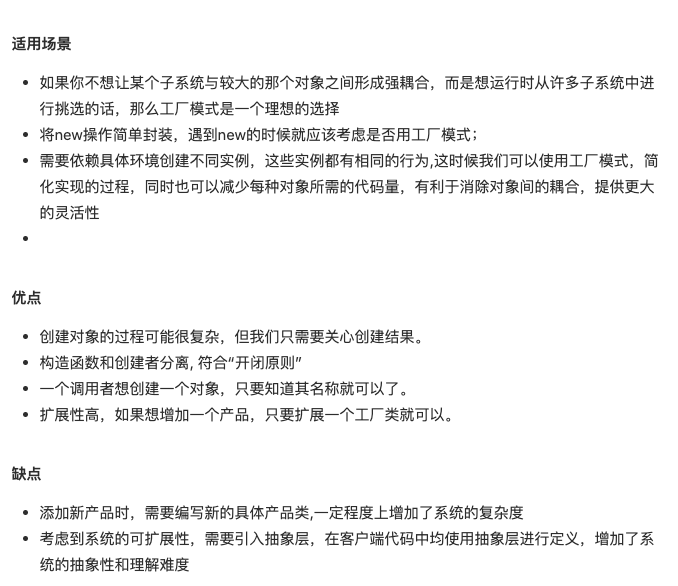 适用场景
• 如果你不想让某个子系统与较大的那个对象之间形成强耦合，而是想运行时从许多子系统中进
行挑选的话，那么工厂模式是一个理想的选择
• 将new操作简单封装，遇到new的时候就应该考虑是否用工厂模式；
• 需要依赖具体环境创建不同实例，这些实例都有相同的行为,这时候我们可以使用工厂模式，简
化实现的过程，同时也可以减少每种对象所需的代码量，有利于消除对象间的耦合，提供更大
的灵活性
•
优点
• 创建对象的过程可能很复杂，但我们只需要关心创建结果。
• 构造函数和创建者分离, 符合“开闭原则”
• 一个调用者想创建一个对象，只要知道其名称就可以了。
• 扩展性高，如果想增加一个产品，只要扩展一个工厂类就可以。
缺点
• 添加新产品时，需要编写新的具体产品类,一定程度上增加了系统的复杂度
• 考虑到系统的可扩展性，需要引入抽象层，在客户端代码中均使用抽象层进行定义，增加了系
统的抽象性和理解难度